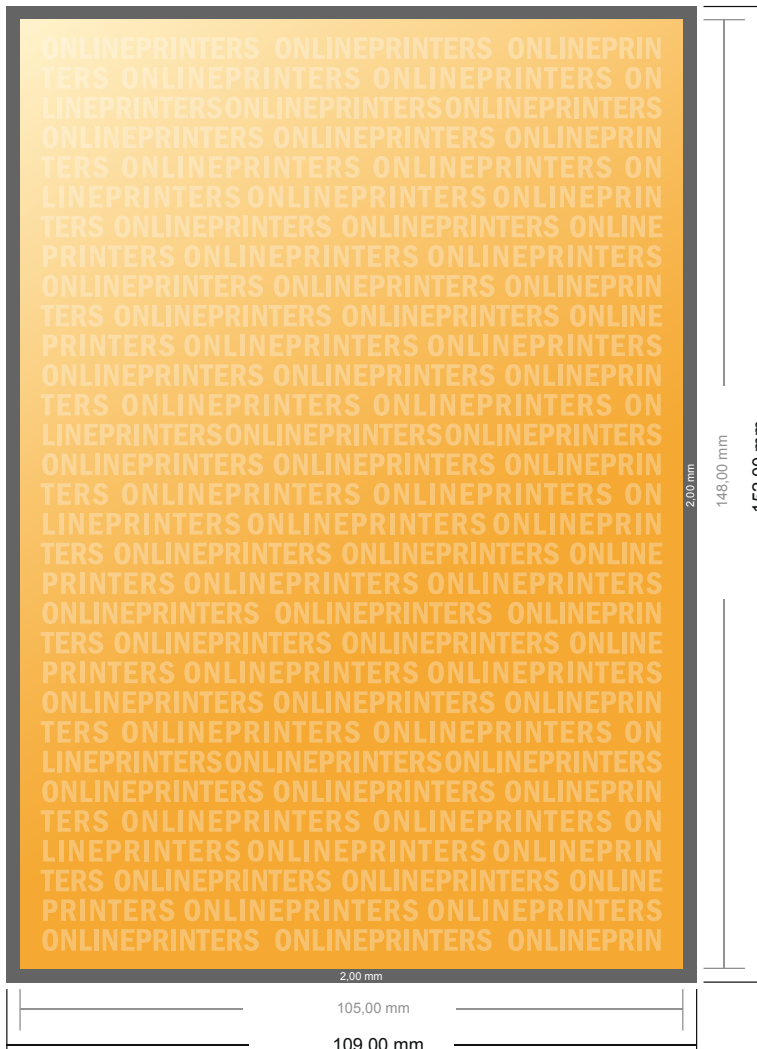 ONLINEPRINTERS ONLINEPRINTERS ONLINEPRIN
TERS ONLINEPRINTERS ONLINEPRINTERS ON
LINEPRINTERSONLINEPRINTERSONLINEPRINTERS
ONLINEPRINTERS ONLINEPRINTERS ONLINEPRIN
TERS ONLINEPRINTERS ONLINEPRINTERS ON
LINEPRINTERS ONLINEPRINTERS ONLINEPRIN
TERS ONLINEPRINTERS ONLINEPRINTERS ONLINE
PRINTERS ONLINEPRINTERS ONLINEPRINTERS
ONLINEPRINTERS ONLINEPRINTERS ONLINEPRIN
TERS ONLINEPRINTERS ONLINEPRINTERS ONLINE
PRINTERS ONLINEPRINTERS ONLINEPRINTERS
ONLINEPRINTERS ONLINEPRINTERS ONLINEPRIN
TERS ONLINEPRINTERS ONLINEPRINTERS ON
LINEPRINTERSONLINEPRINTERSONLINEPRINTERS
ONLINEPRINTERS ONLINEPRINTERS ONLINEPRIN
TERS ONLINEPRINTERS ONLINEPRINTERS ON
LINEPRINTERS ONLINEPRINTERS ONLINEPRIN
TERS ONLINEPRINTERS ONLINEPRINTERS ONLINE
PRINTERS ONLINEPRINTERS ONLINEPRINTERS
ONLINEPRINTERS ONLINEPRINTERS ONLINEPRIN
TERS ONLINEPRINTERS ONLINEPRINTERS ONLINE
PRINTERS ONLINEPRINTERS ONLINEPRINTERS
ONLINEPRINTERS ONLINEPRINTERS ONLINEPRIN
TERS ONLINEPRINTERS ONLINEPRINTERS ON
LINEPRINTERSONLINEPRINTERSONLINEPRINTERS
ONLINEPRINTERS ONLINEPRINTERS ONLINEPRIN
TERS ONLINEPRINTERS ONLINEPRINTERS ON
LINEPRINTERS ONLINEPRINTERS ONLINEPRIN
TERS ONLINEPRINTERS ONLINEPRINTERS ONLINE
PRINTERS ONLINEPRINTERS ONLINEPRINTERS
ONLINEPRINTERS ONLINEPRINTERS ONLINEPRIN
2,00 mm
148,00 mm
152,00 mm
2,00 mm
105,00 mm
109,00 mm